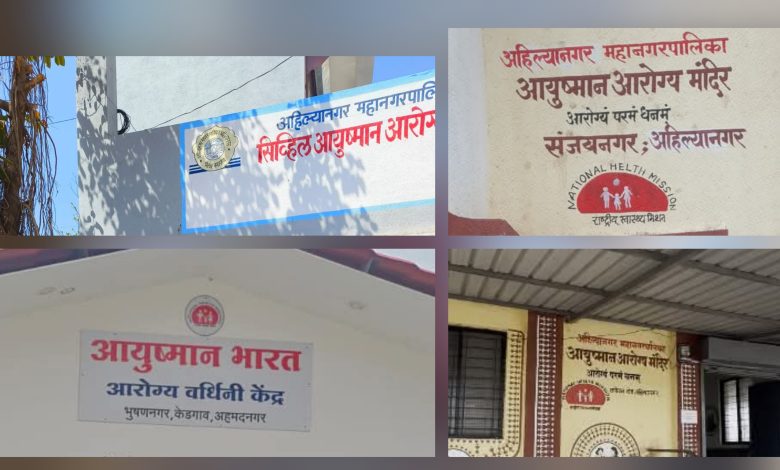 अहिल्यानगर महानगरपालि
सिव्हिल आयुष्मान आरोग
अहिल्यानगर महानगरपालिका
आयुष्मान आरोग्य मंदिर
आरोग्यं परमं धनमं
संजयनगर, अहिल्यानगर
NATIONAL HELTH MISSION
राष्ट्रीय स्वास्थ्य मिशन
आयुष्मान भारत
आरोग्य वर्धिनी केंद्र
भुषणनगर,केडगाव,अहमदनगर
अहिल्यानगर महानगरपालिका
आयुष्मान आरोग्य मंदिर
आरोग्यं परमं धनम्